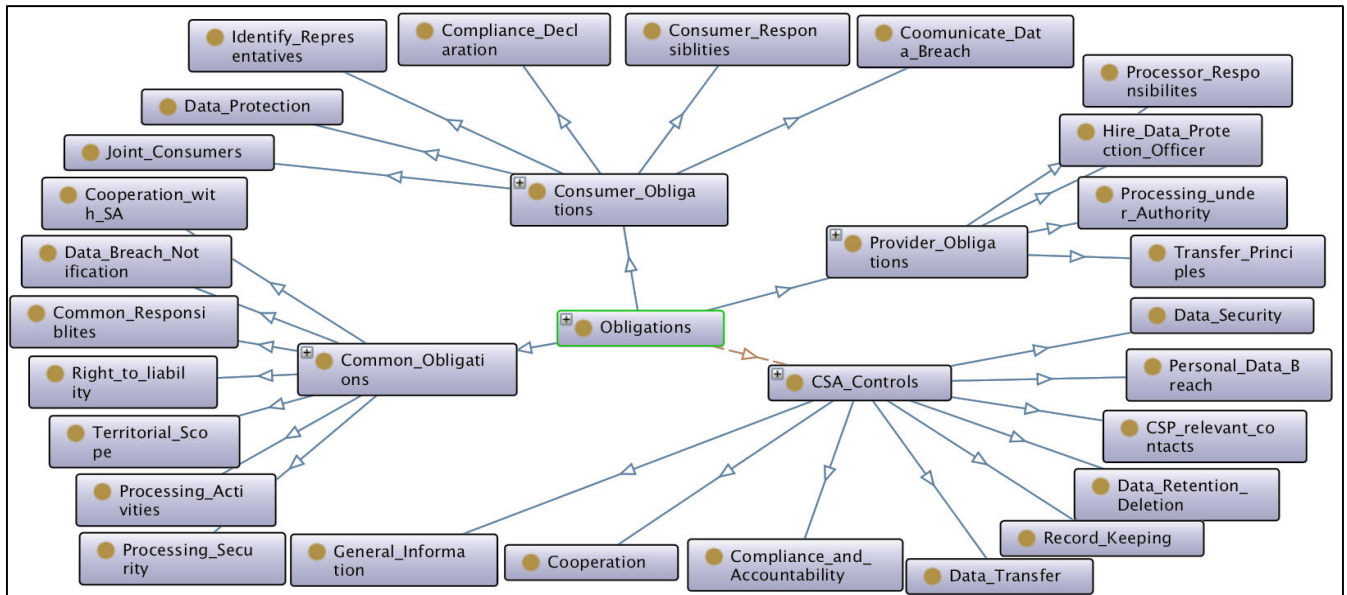 Identify_Repres
entatives
Compliance_Decl
aration
Consumer_Respon
siblities
Coomunicate_Dat
a_Breach
Processor_Respo
nsibilites
Data_Protection
Hire_Data_Prote
ction_Officer
Joint_Consumers
Consumer_Obliga
tions
Cooperation_wit
h_SA
Processing_unde
r_Authority
Data_Breach_Not
ification
Provider_Obliga
tions
Transfer_Princi
ples
Common_Responsi
blites
Obligations
Data_Security
Right_to_liabil
ity
Common_Obligati
ons
CSA_Controls
Personal_Data_B
reach
Territorial_Sco
pe
CSP_relevant_co
ntacts
Processing_Acti
vities
Data_Retention_
Deletion
Processing_Secu
rity
General_Informa
tion
Cooperation
Compliance_and_
Accountability
Data_Transfer
Record_Keeping